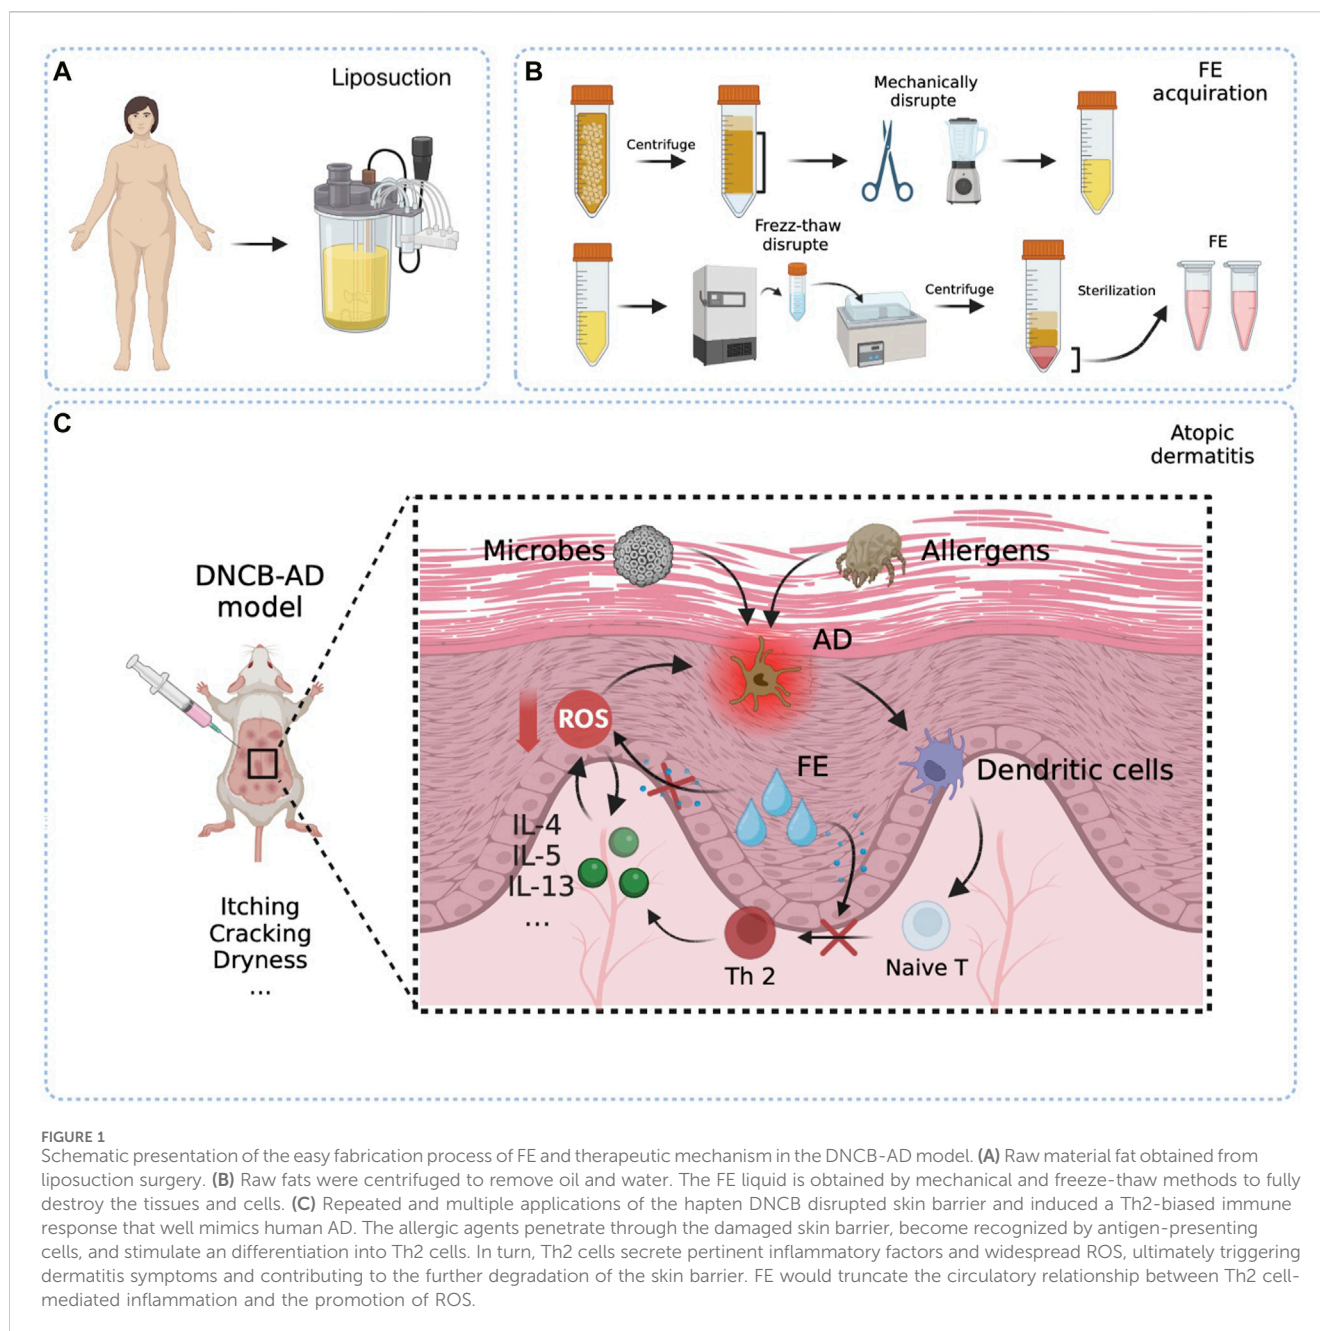 A
Liposuction
B
FE
acquiration
Centrifuge
Mechanically
disrupte
Frezz-thaw
disrupte
Centrifuge
Sterilization
FE
C
Atopic
dermatitis
DNCB-AD
model
Itching
Cracking
Dryness
...
Microbes
Allergens
AD
ROS
FE
Dendritic cells
IL-4
IL-5
IL-13
...
Th 2
Naive T
FIGURE 1
Schematic presentation of the easy fabrication process of FE and therapeutic mechanism in the DNCB-AD model. (A) Raw material fat obtained from
liposuction surgery. (B) Raw fats were centrifuged to remove oil and water. The FE liquid is obtained by mechanical and freeze-thaw methods to fully
destroy the tissues and cells. (C) Repeated and multiple applications of the hapten DNCB disrupted skin barrier and induced a Th2-biased immune
response that well mimics human AD. The allergic agents penetrate through the damaged skin barrier, become recognized by antigen-presenting
cells, and stimulate an differentiation into Th2 cells. In turn, Th2 cells secrete pertinent inflammatory factors and widespread ROS, ultimately triggering
dermatitis symptoms and contributing to the further degradation of the skin barrier. FE would truncate the circulatory relationship between Th2 cell-
mediated inflammation and the promotion of ROS.